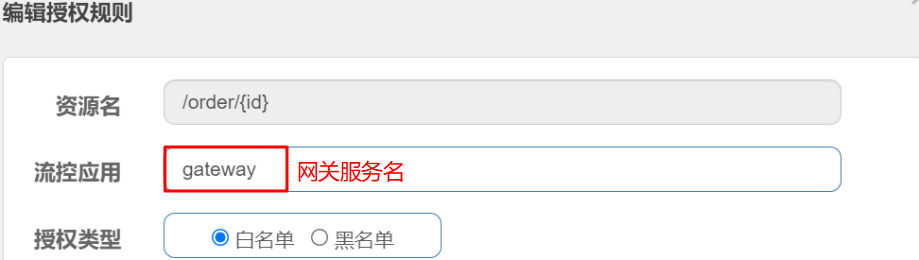 编辑授权规则
资源名 /order/{id}
流控应用 gateway 网关服务名
授权类型 白名单 黑名单